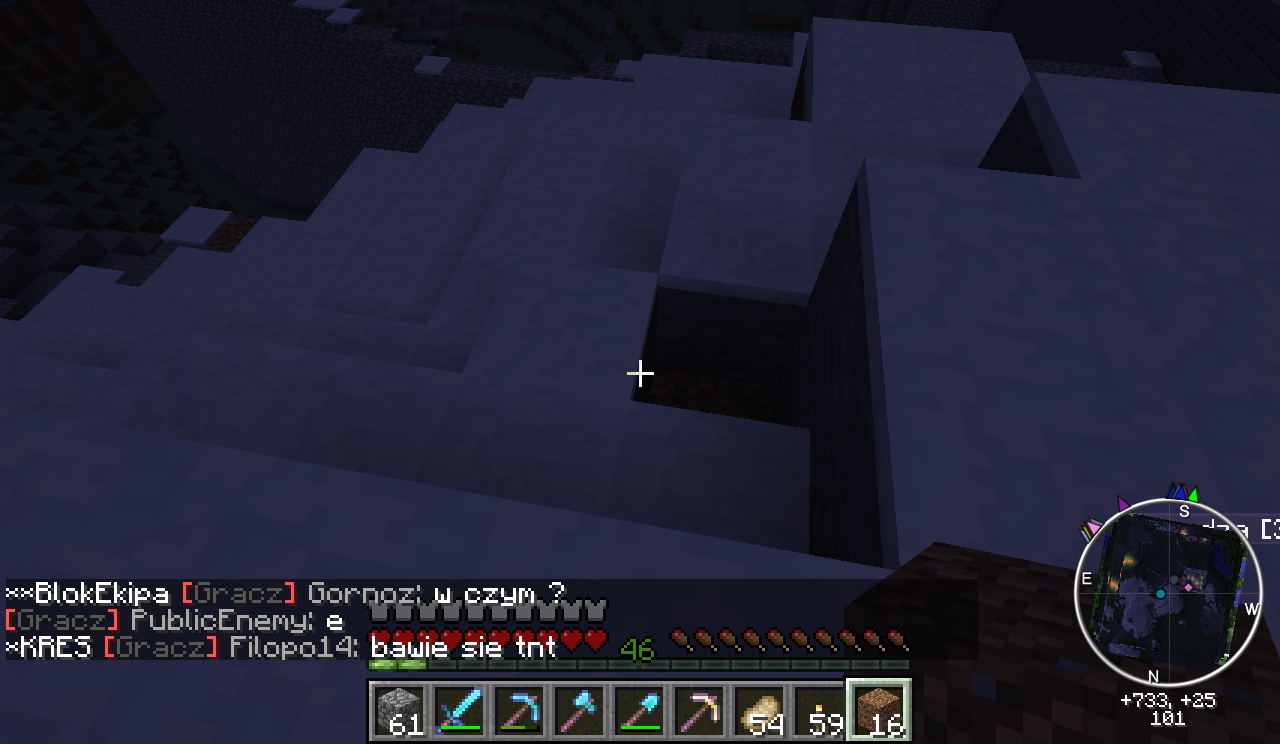 S
E
W
N
**BlokEkipa [Gracz] Gornoz: w czym ?
[Gracz] PublicEnemy: e
*KRES [Gracz] Filopo14: bawie sie tnt
46
61
54
59
16
+733, +25
101